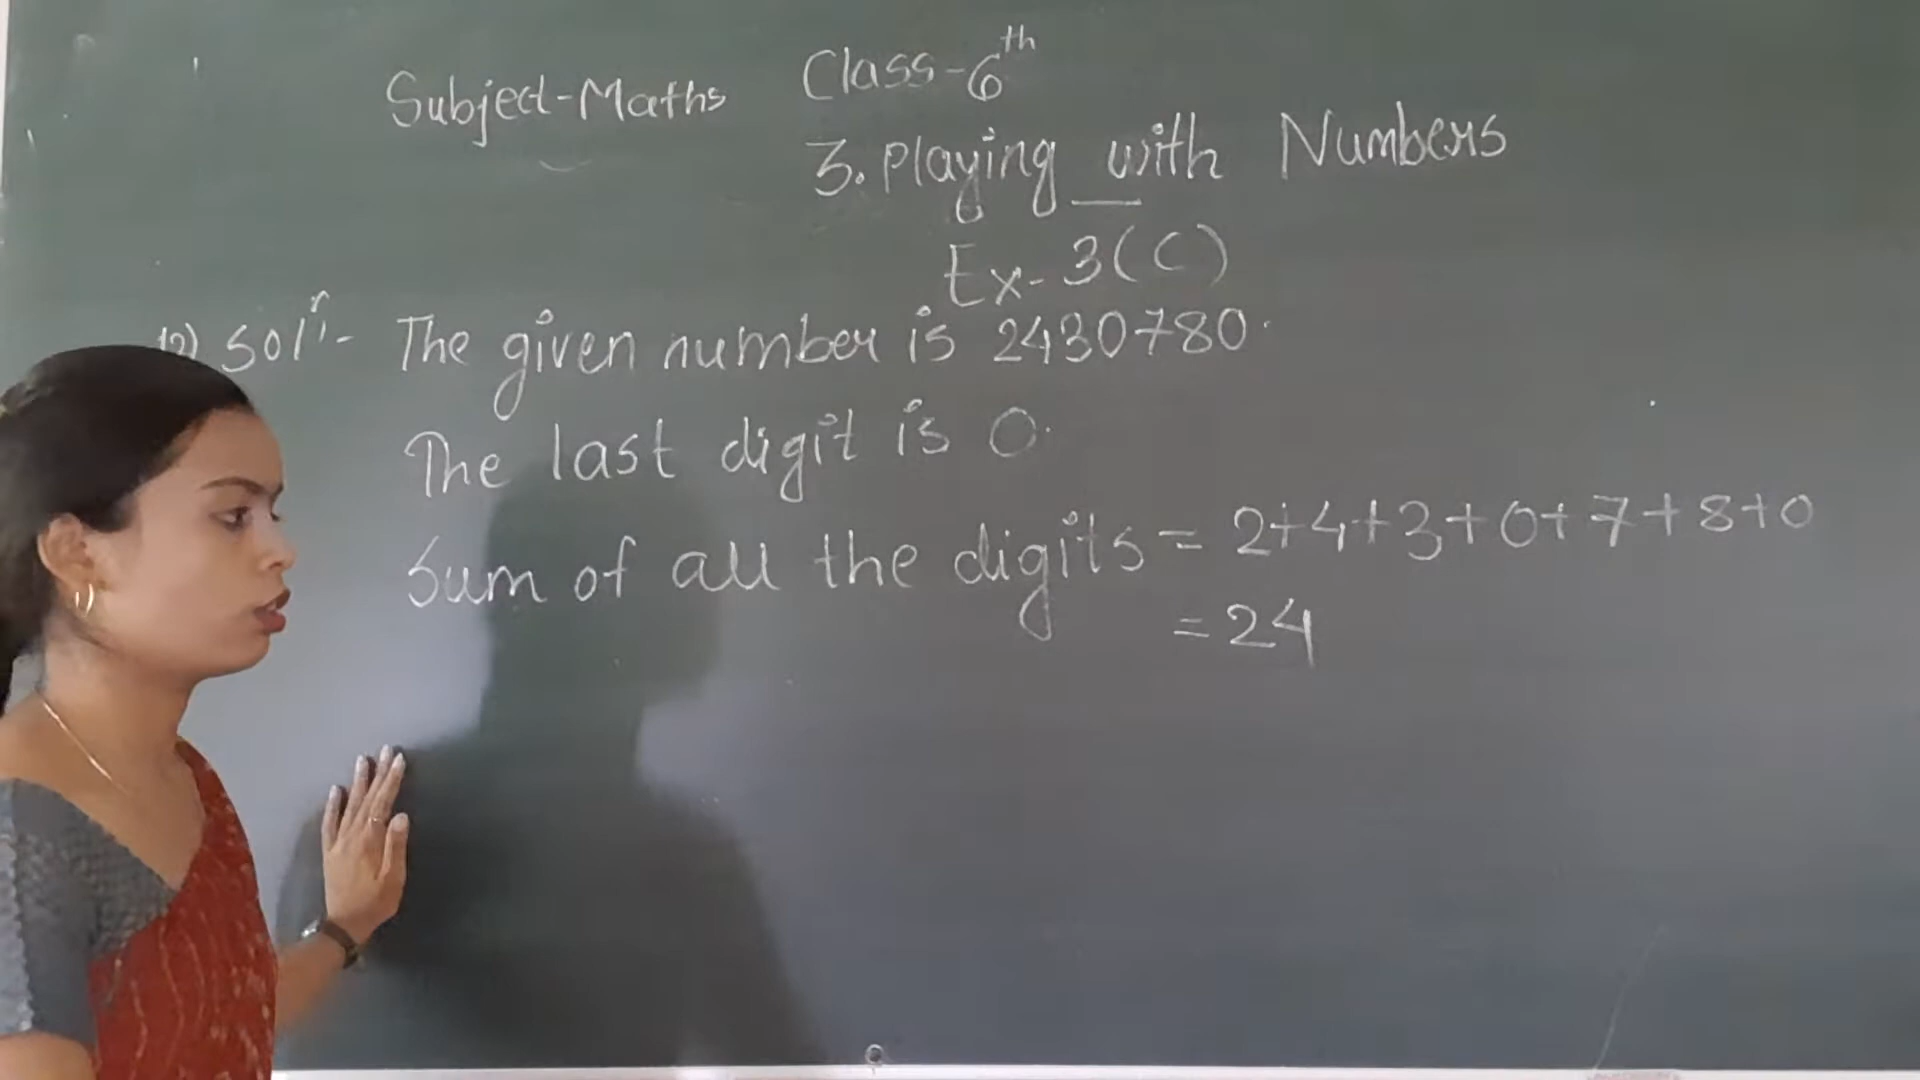 Subject-Maths Class-6th
3. Playing with Numbers
Ex-3(C)
12) Solⁿ:- The given number is 2430780.
The last digit is 0.
Sum of all the digits = 2+4+3+0+7+8+0
= 24